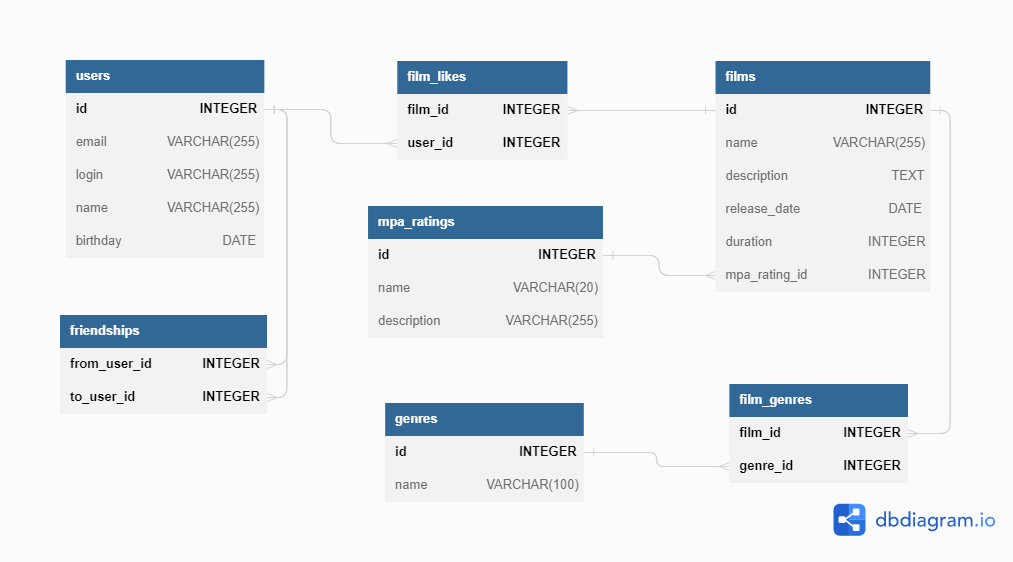 users
id INTEGER
email VARCHAR(255)
login VARCHAR(255)
name VARCHAR(255)
birthday DATE
film_likes
film_id INTEGER
user_id INTEGER
films
id INTEGER
name VARCHAR(255)
description TEXT
release_date DATE
duration INTEGER
mpa_rating_id INTEGER
mpa_ratings
id INTEGER
name VARCHAR(20)
description VARCHAR(255)
friendships
from_user_id INTEGER
to_user_id INTEGER
genres
id INTEGER
name VARCHAR(100)
film_genres
film_id INTEGER
genre_id INTEGER
dbdiagram.io